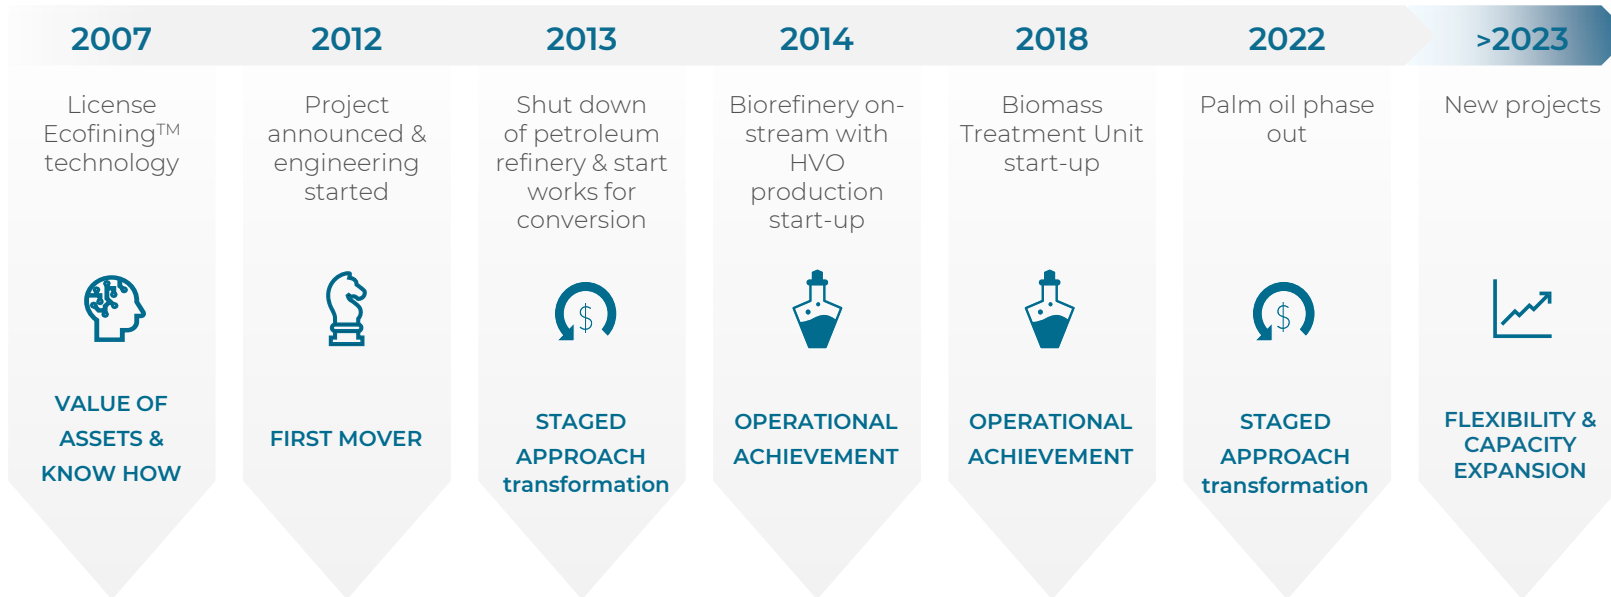 2007
2012
2013
2014
2018
2022
>2023
License
Ecofining™
technology
Project
announced &
engineering
started
Shut down
of petroleum
refinery & start
works for
conversion
Biorefinery on-
stream with
HVO
production
start-up
Biomass
Treatment Unit
start-up
Palm oil phase
out
New projects
$
$
VALUE OF
ASSETS &
KNOW HOW
FIRST MOVER
STAGED
APPROACH
transformation
OPERATIONAL
ACHIEVEMENT
OPERATIONAL
ACHIEVEMENT
STAGED
APPROACH
transformation
FLEXIBILITY &
CAPACITY
EXPANSION